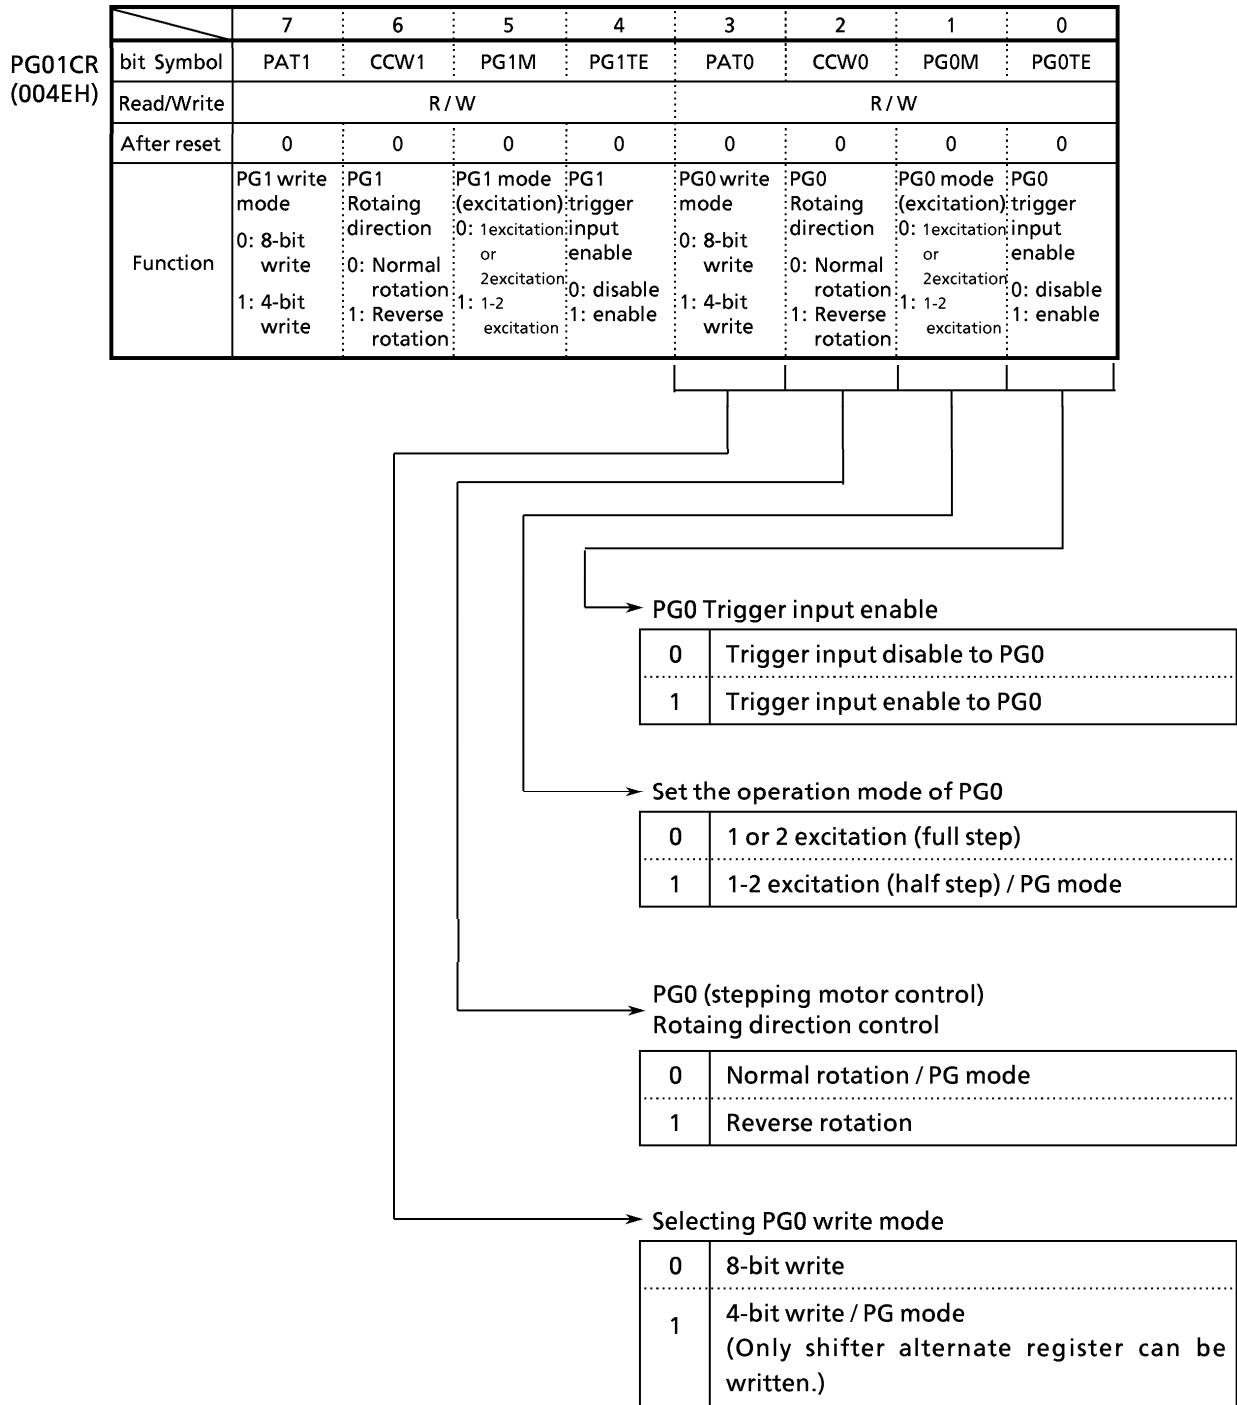 7 6 5 4 3 2 1 0
PG01CR
(004EH)
bit Symbol PAT1 CCW1 PG1M PG1TE PAT0 CCW0 PG0M PG0TE
Read/Write R / W R / W
After reset 0 0 0 0 0 0 0 0
Function
PG1 write
mode
0: 8-bit
write
1: 4-bit
write
PG1
Rotaing
direction
0: Normal
rotation
1: Reverse
rotation
PG1 mode
(excitation)
0: 1excitation
or
2excitation
1: 1-2
excitation
PG1
trigger
input
enable
0: disable
1: enable
PG0 write
mode
0: 8-bit
write
1: 4-bit
write
PG0
Rotaing
direction
0: Normal
rotation
1: Reverse
rotation
PG0 mode
(excitation)
0: 1excitation
or
2excitation
1: 1-2
excitation
PG0
trigger
input
enable
0: disable
1: enable
PG0 Trigger input enable
0 Trigger input disable to PG0
1 Trigger input enable to PG0
Set the operation mode of PG0
0 1 or 2 excitation (full step)
1 1-2 excitation (half step) / PG mode
PG0 (stepping motor control)
Rotaing direction control
0 Normal rotation / PG mode
1 Reverse rotation
Selecting PG0 write mode
0 8-bit write
1 4-bit write / PG mode
(Only shifter alternate register can be
written.)